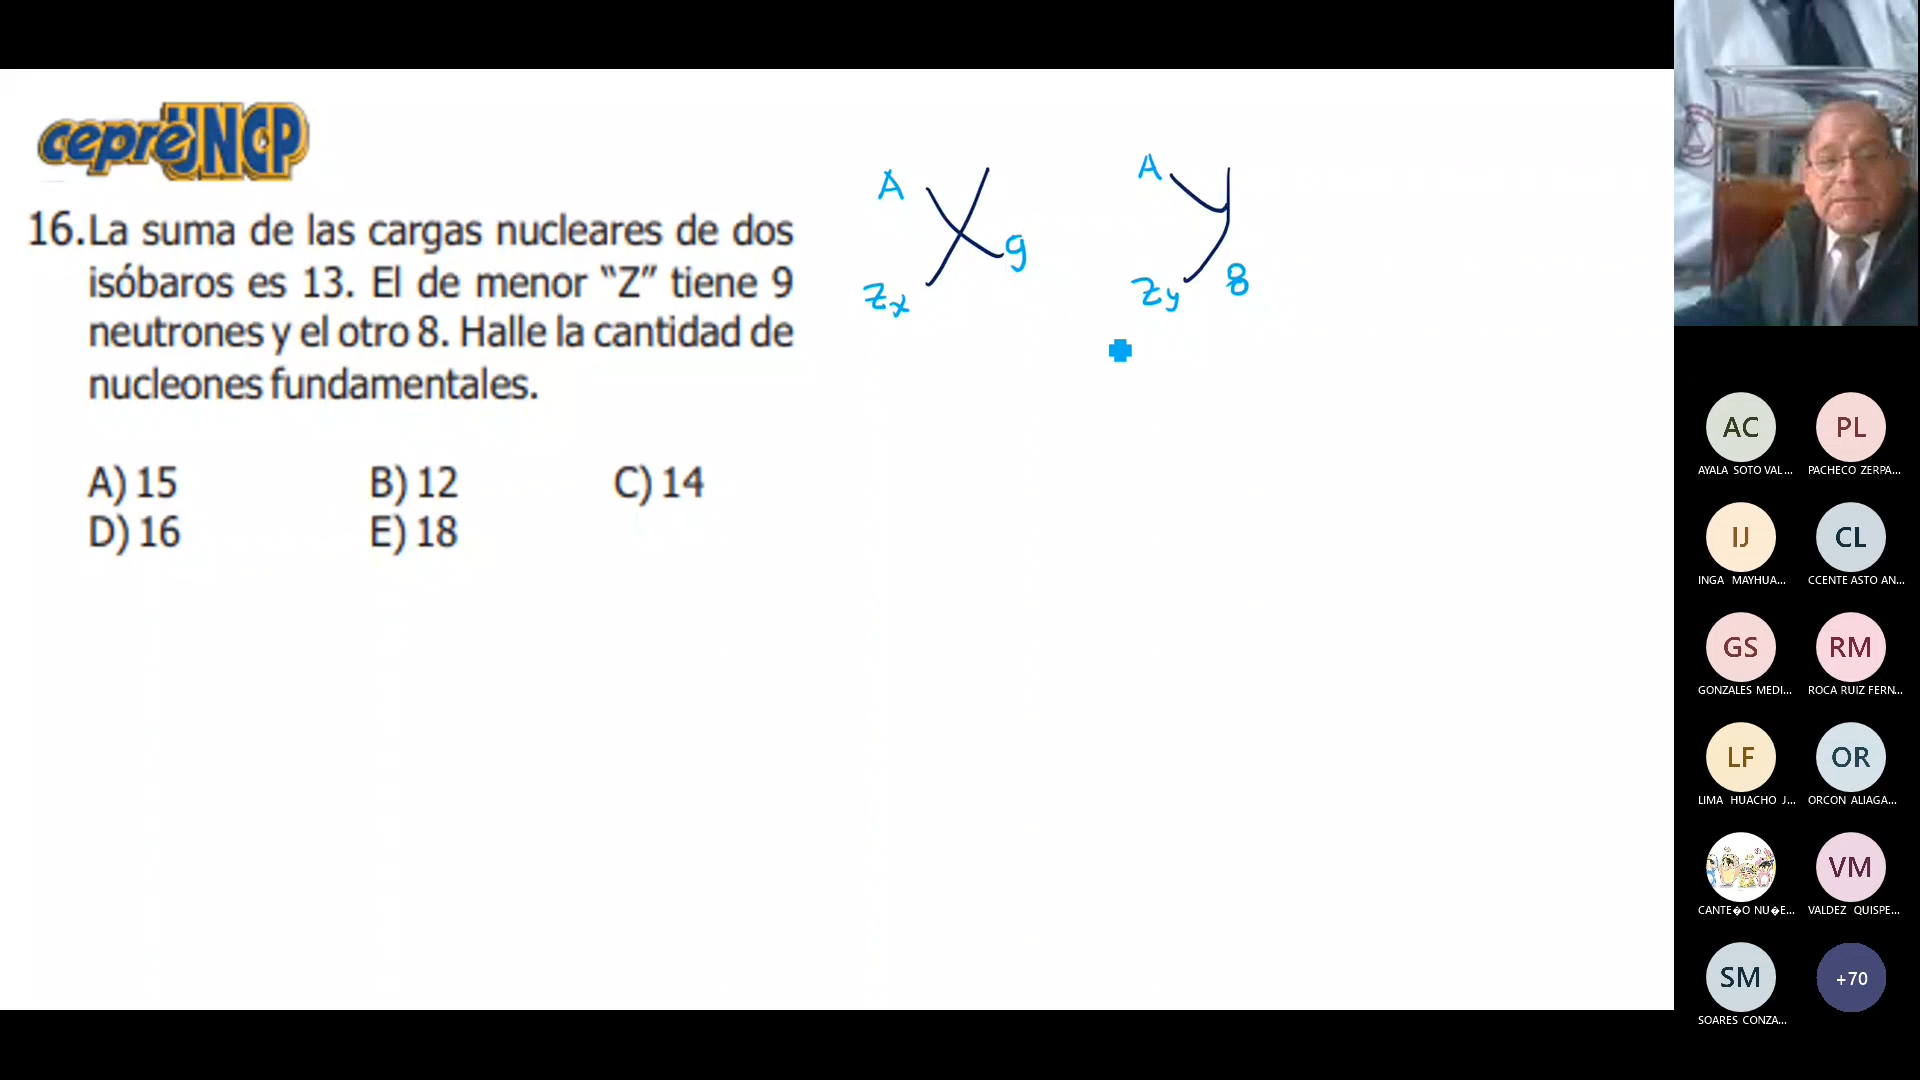 cepreUNCP
16. La suma de las cargas nucleares de dos
isóbaros es 13. El de menor “Z” tiene 9
neutrones y el otro 8. Halle la cantidad de
nucleones fundamentales.
A) 15 B) 12 C) 14
D) 16 E) 18
A X 9 Zx
A Y 8 Zy
AC PL
AYALA SOTO VAL... PACHECO ZERPA...
IJ CL
INGA MAYHUA... CCENTE ASTO AN...
GS RM
GONZALES MEDI... ROCA RUIZ FERN...
LF OR
LIMA HUACHO J... ORCON ALIAGA...
VM
CANTE�O NU�E... VALDEZ QUISPE...
SM +70
SOARES CONZA...